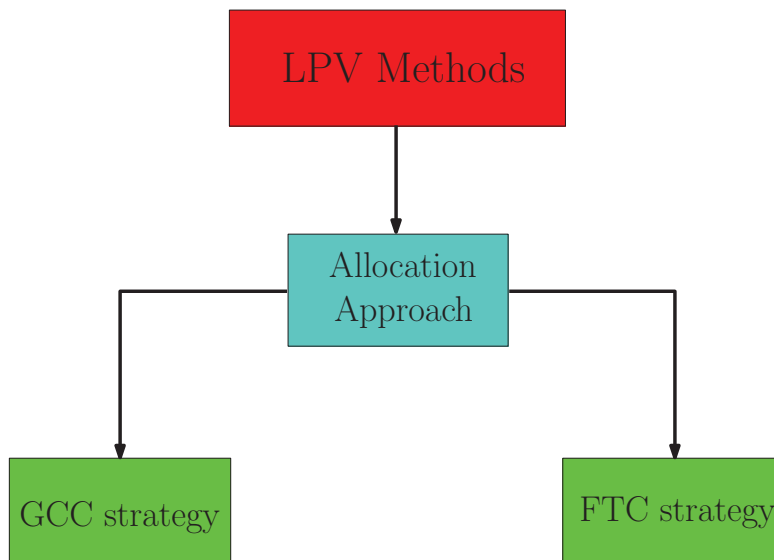 LPV Methods
Allocation
Approach
GCC strategy
FTC strategy